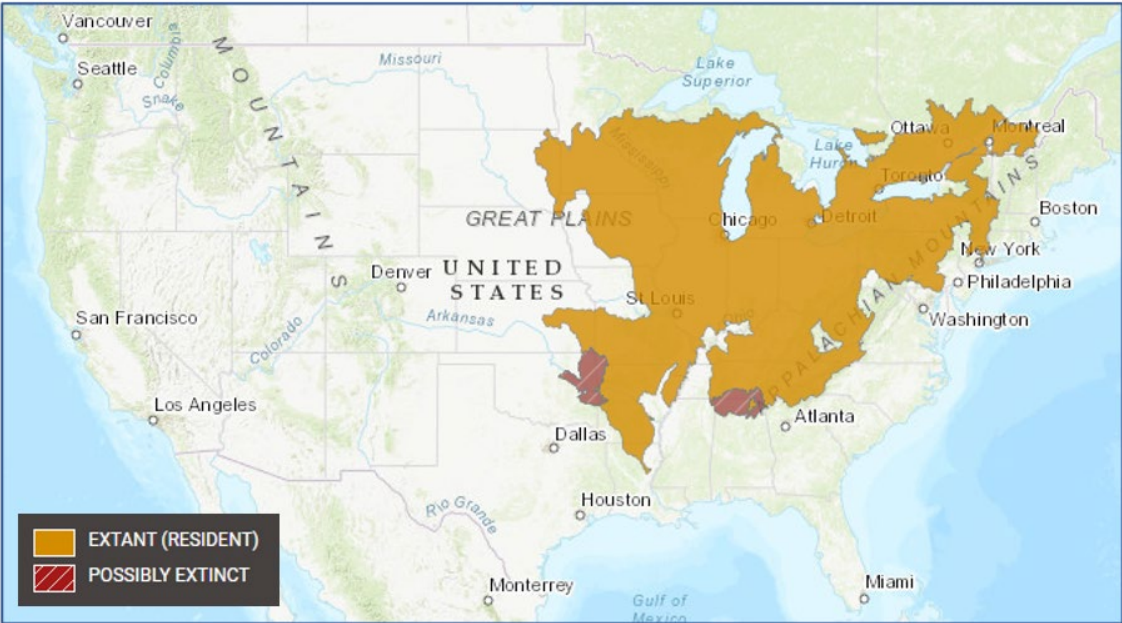 Vancouver
Seattle
Columbia
Snake
MOUNTAINS
Missouri
Lake
Superior
Mississippi
Ottawa
Montreal
Lake
Huron
Toronto
GREAT PLAINS
Chicago
Detroit
Boston
New York
Denver
UNITED
STATES
Philadelphia
St Louis
San Francisco
Colorado
Arkansas
Ohio
APPALACHIAN MOUNTAINS
Washington
Los Angeles
Atlanta
Dallas
Houston
Rio Grande
EXTANT (RESIDENT)
POSSIBLY EXTINCT
Monterrey
Gulf of
Mexico
Miami